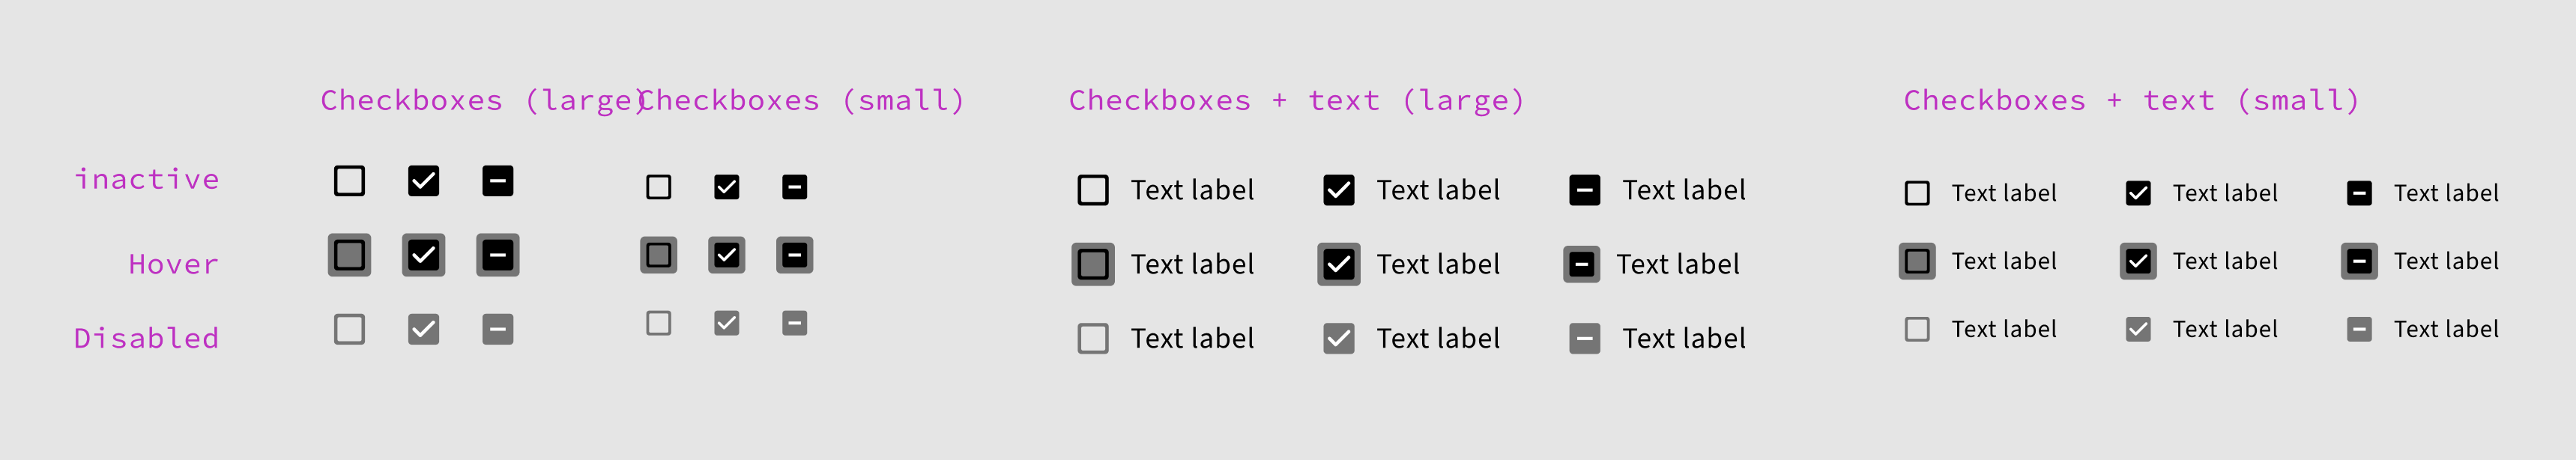 Checkboxes (large) Checkboxes (small) Checkboxes + text (large) Checkboxes + text (small)
inactive Text label Text label Text label Text label Text label Text label
Hover Text label Text label Text label Text label Text label Text label
Disabled Text label Text label Text label Text label Text label Text label